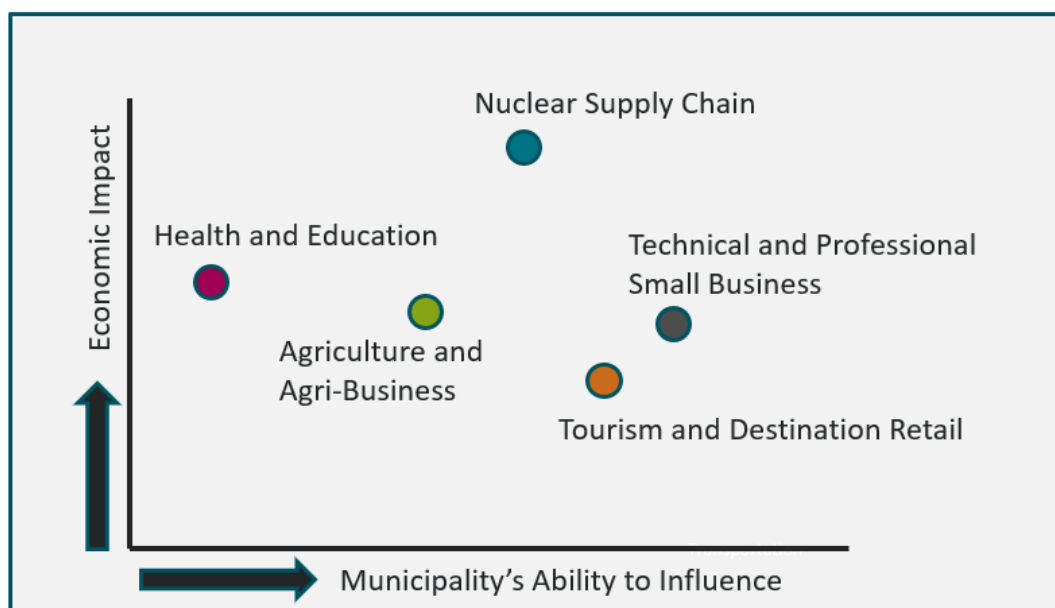 Nuclear Supply Chain
Economic Impact
Health and Education
Technical and Professional
Small Business
Agriculture and
Agri-Business
Tourism and Destination Retail
Transportation
Municipality’s Ability to Influence